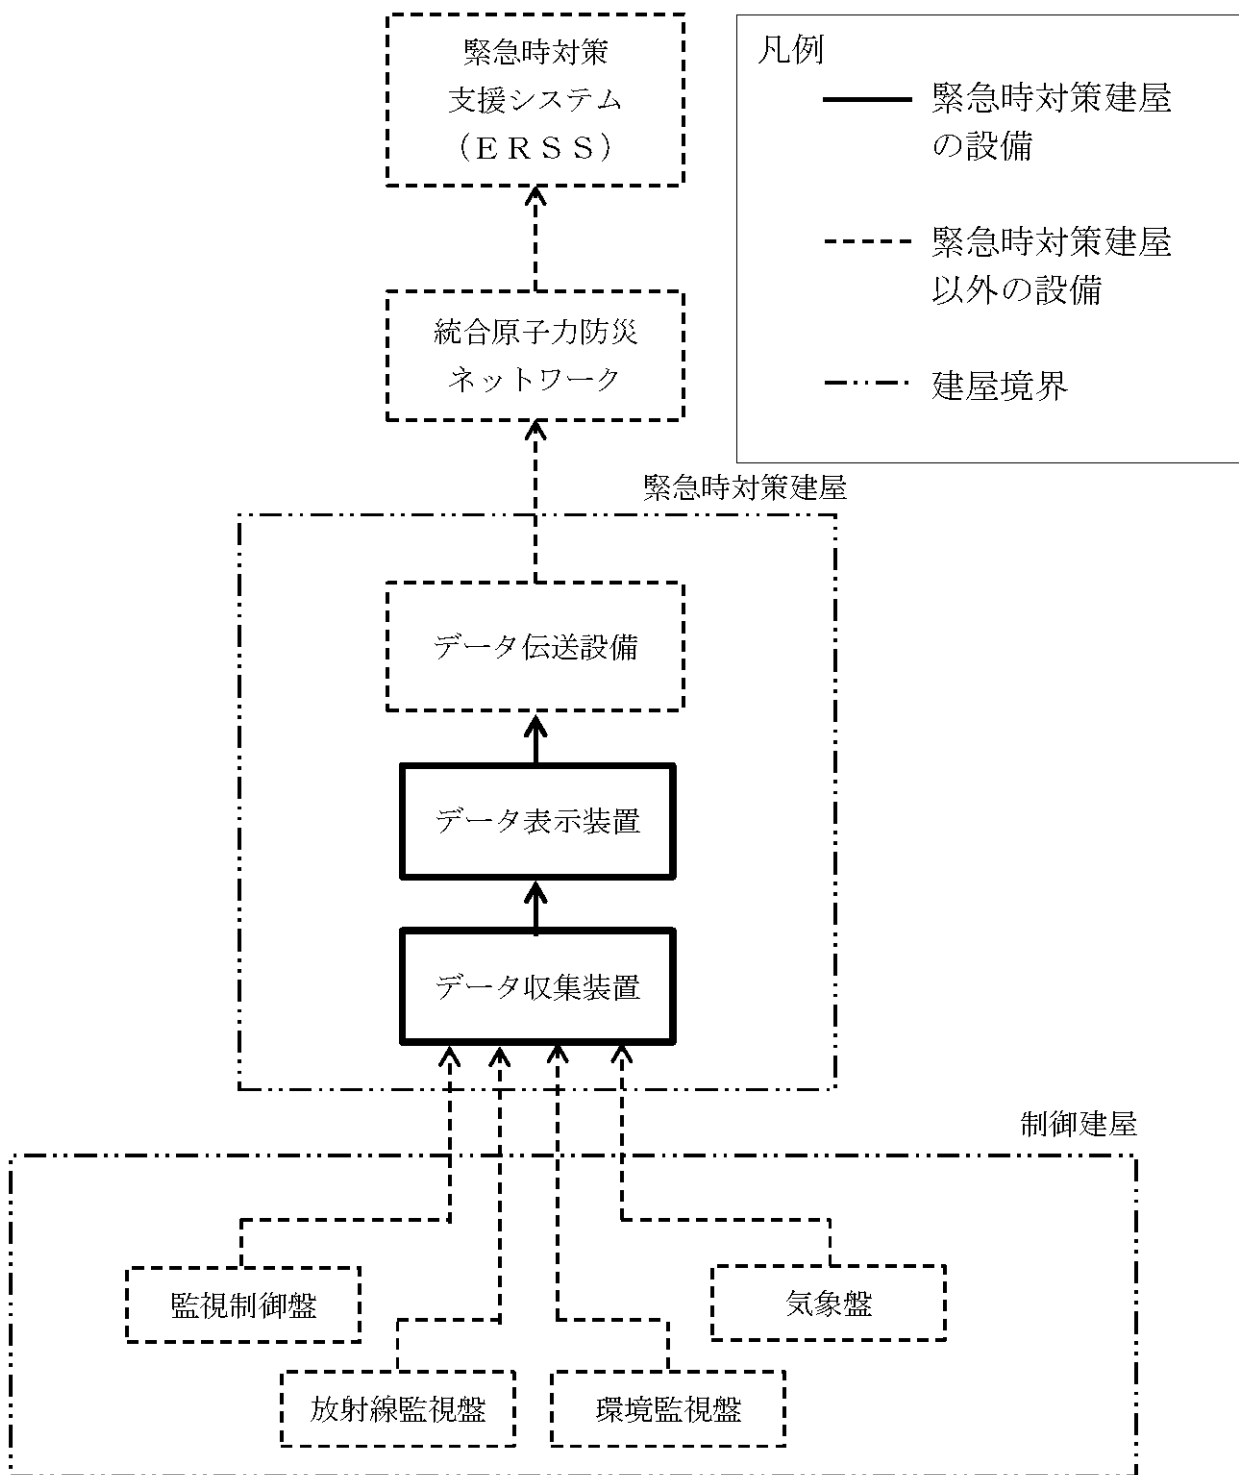 緊急時対策
支援システム
(ERSS)
凡例
緊急時対策建屋
の設備
緊急時対策建屋
以外の設備
建屋境界
統合原子力防災
ネットワーク
緊急時対策建屋
データ伝送設備
データ表示装置
データ収集装置
制御建屋
監視制御盤
気象盤
放射線監視盤
環境監視盤